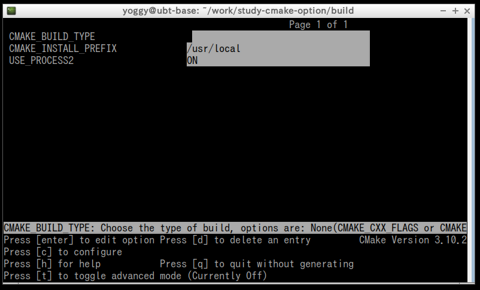 yoggy@ubt-base: ~/work/study-cmake-option/build
Page 1 of 1
CMAKE_BUILD_TYPE
CMAKE_INSTALL_PREFIX /usr/local
USE_PROCESS2 ON
CMAKE_BUILD_TYPE: Choose the type of build, options are: None(CMAKE_CXX_FLAGS or CMAKE
Press [enter] to edit option Press [d] to delete an entry CMake Version 3.10.2
Press [c] to configure
Press [h] for help Press [q] to quit without generating
Press [t] to toggle advanced mode (Currently Off)